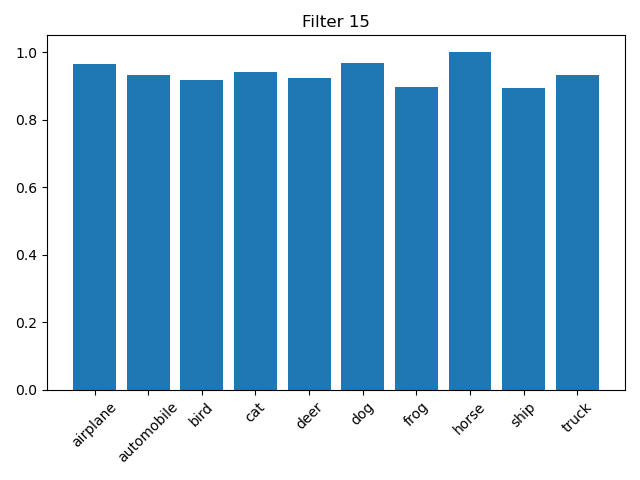 Filter 15
1.0
0.8
0.6
0.4
0.2
0.0
airplane
automobile
bird
cat
deer
dog
frog
horse
ship
truck